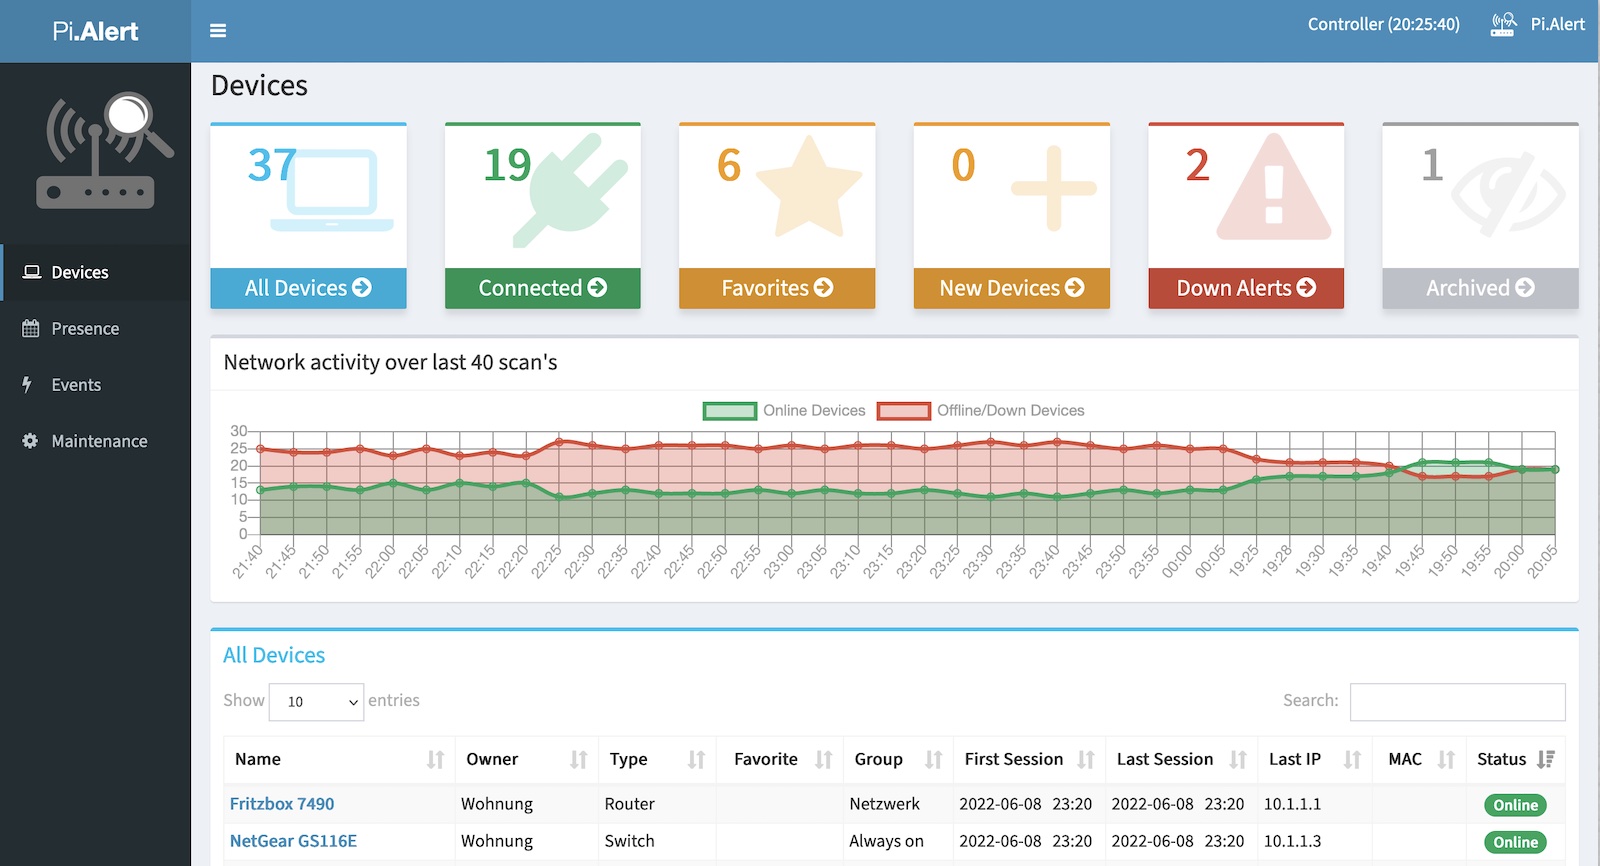 Pi.Alert
Controller (20:25:40) Pi.Alert
Devices
Presence
Events
Maintenance
Devices
37 19 6 0 2 1
All Devices Connected Favorites New Devices Down Alerts Archived
Network activity over last 40 scan's
Online Devices Offline/Down Devices
30
25
20
15
10
5
0
21:40 21:45 21:50 21:55 22:00 22:05 22:10 22:15 22:20 22:25 22:30 22:35 22:40 22:45 22:50 22:55 23:00 23:05 23:10 23:15 23:20 23:25 23:30 23:35 23:40 23:45 23:50 23:55 00:00 00:05 19:25 19:28 19:30 19:35 19:40 19:45 19:50 19:55 20:00 20:05
All Devices
Show 10 entries Search:
Name Owner Type Favorite Group First Session Last Session Last IP MAC Status
Fritzbox 7490 Wohnung Router Netzwerk 2022-06-08 23:20 2022-06-08 23:20 10.1.1.1 Online
NetGear GS116E Wohnung Switch Always on 2022-06-08 23:20 2022-06-08 23:20 10.1.1.3 Online